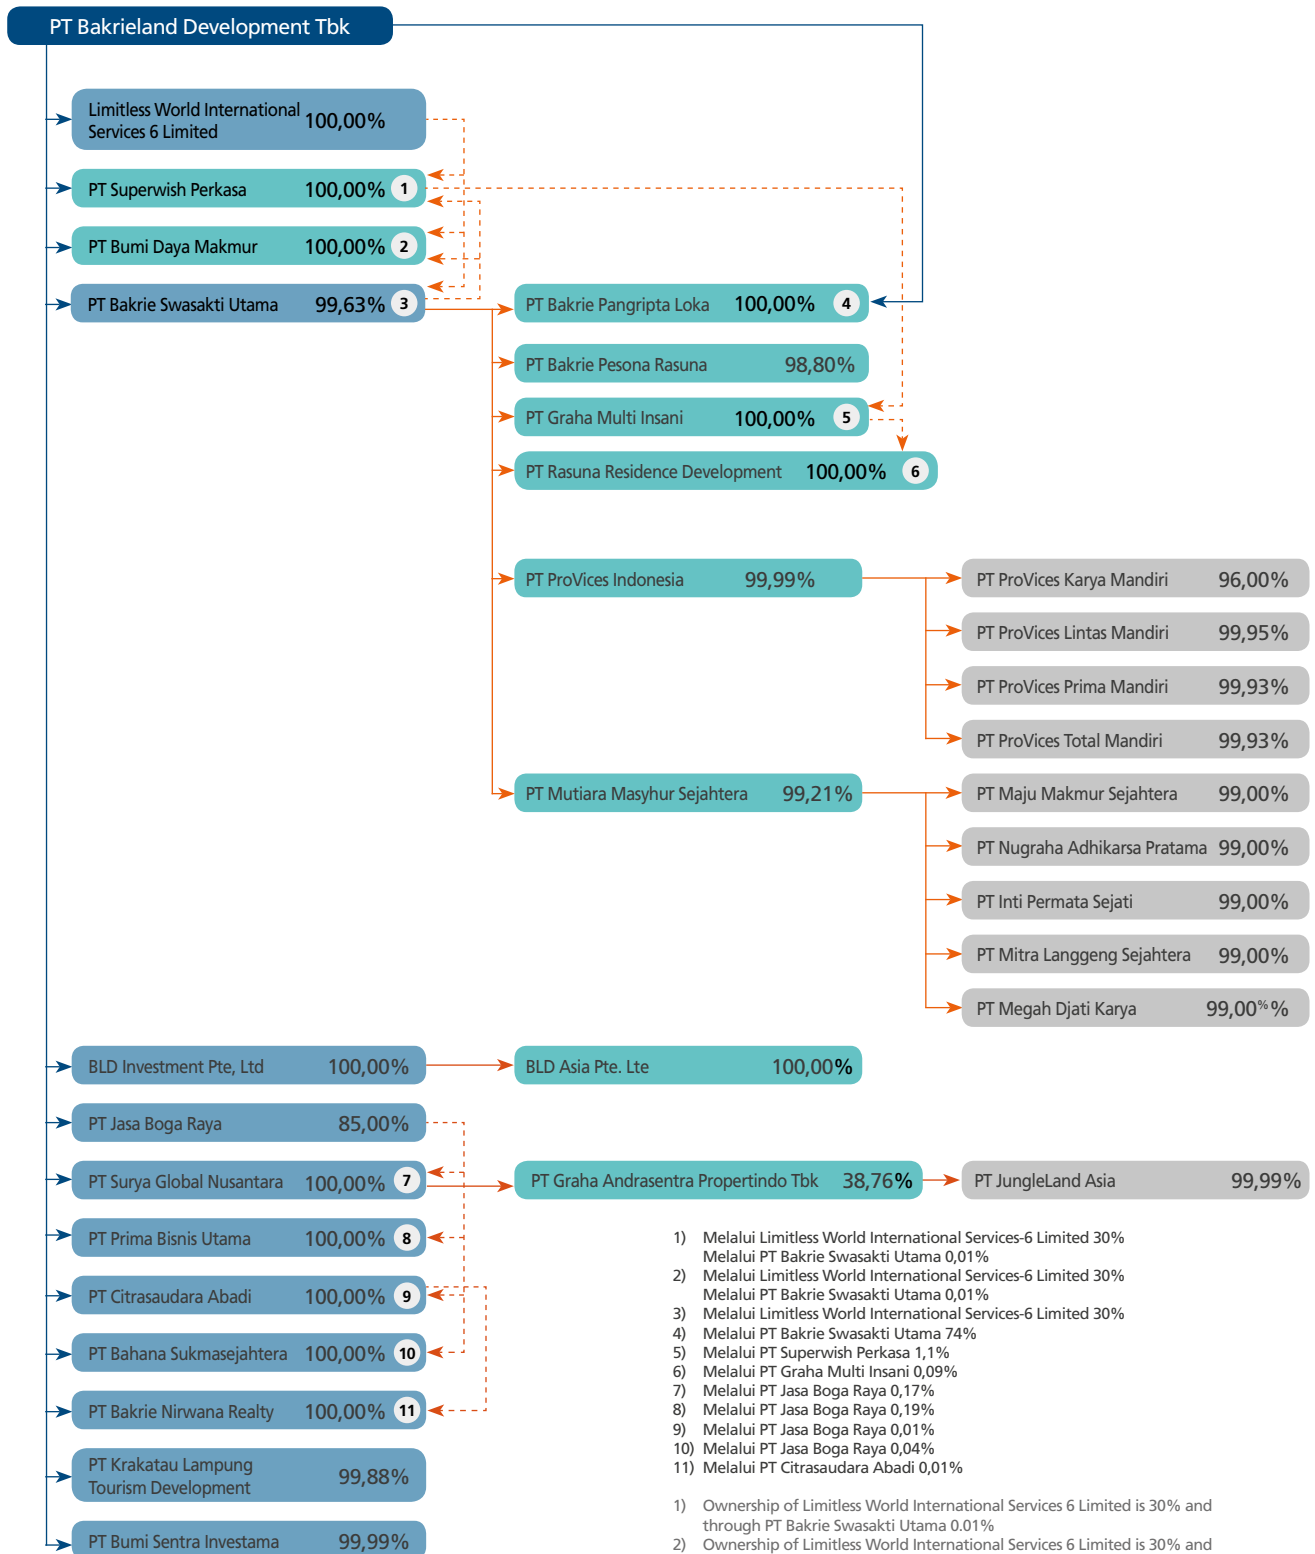 PT Bakrieland Development Tbk
Limitless World International
Services 6 Limited 100,00%
PT Superwish Perkasa 100,00% 1
PT Bumi Daya Makmur 100,00% 2
PT Bakrie Swasakti Utama 99,63% 3
PT Bakrie Pangripta Loka 100,00% 4
PT Bakrie Pesona Rasuna 98,80%
PT Graha Multi Insani 100,00% 5
PT Rasuna Residence Development 100,00% 6
PT ProVices Indonesia 99,99%
PT ProVices Karya Mandiri 96,00%
PT ProVices Lintas Mandiri 99,95%
PT ProVices Prima Mandiri 99,93%
PT ProVices Total Mandiri 99,93%
PT Mutiara Masyhur Sejahtera 99,21%
PT Maju Makmur Sejahtera 99,00%
PT Nugraha Adhikarsa Pratama 99,00%
PT Inti Permata Sejati 99,00%
PT Mitra Langgeng Sejahtera 99,00%
PT Megah Djati Karya 99,00%%
BLD Investment Pte, Ltd 100,00%
BLD Asia Pte. Lte 100,00%
PT Jasa Boga Raya 85,00%
PT Surya Global Nusantara 100,00% 7
PT Graha Andrasentra Propertindo Tbk 38,76%
PT JungleLand Asia 99,99%
PT Prima Bisnis Utama 100,00% 8
PT Citrasaudara Abadi 100,00% 9
PT Bahana Sukmasejahtera 100,00% 10
PT Bakrie Nirwana Realty 100,00% 11
PT Krakatau Lampung
Tourism Development 99,88%
PT Bumi Sentra Investama 99,99%
1) Melalui Limitless World International Services-6 Limited 30%
Melalui PT Bakrie Swasakti Utama 0,01%
2) Melalui Limitless World International Services-6 Limited 30%
Melalui PT Bakrie Swasakti Utama 0,01%
3) Melalui Limitless World International Services-6 Limited 30%
4) Melalui PT Bakrie Swasakti Utama 74%
5) Melalui PT Superwish Perkasa 1,1%
6) Melalui PT Graha Multi Insani 0,09%
7) Melalui PT Jasa Boga Raya 0,17%
8) Melalui PT Jasa Boga Raya 0,19%
9) Melalui PT Jasa Boga Raya 0,01%
10) Melalui PT Jasa Boga Raya 0,04%
11) Melalui PT Citrasaudara Abadi 0,01%
1) Ownership of Limitless World International Services 6 Limited is 30% and
through PT Bakrie Swasakti Utama 0.01%
2) Ownership of Limitless World International Services 6 Limited is 30% and